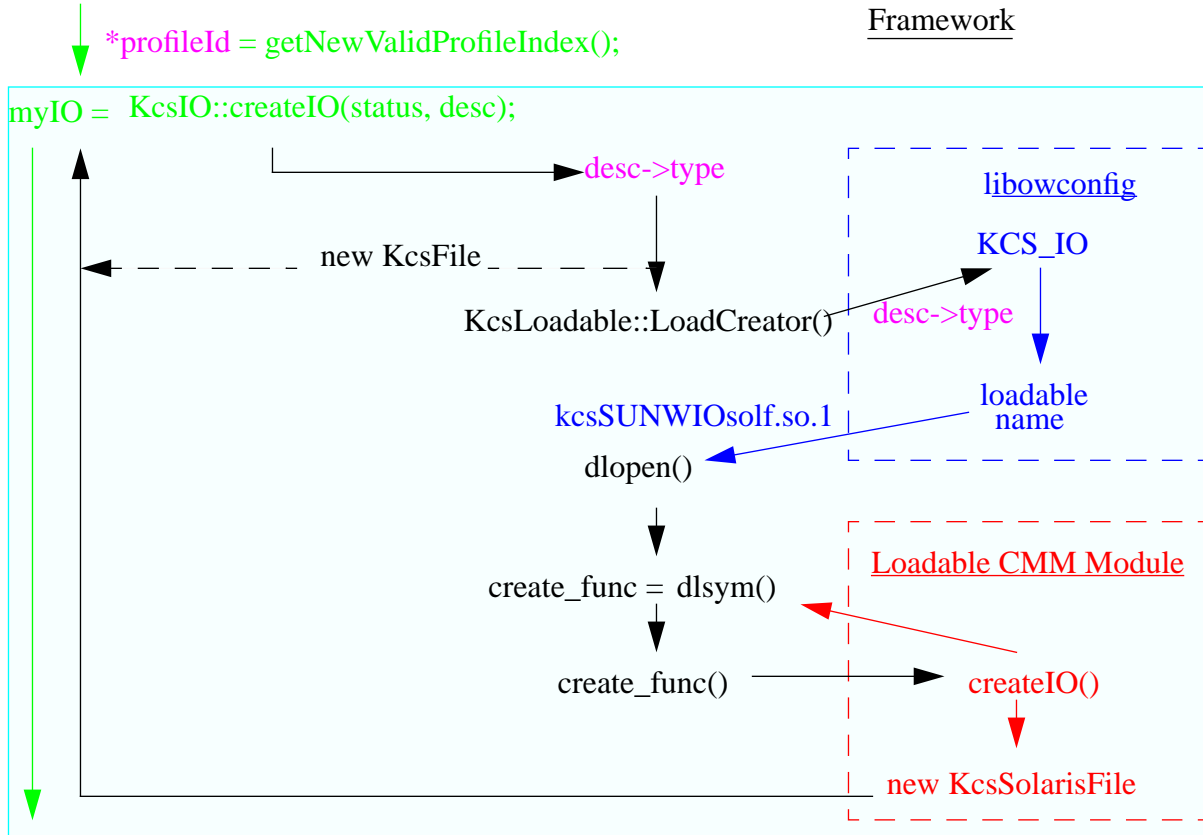 Framework
*profileId = getNewValidProfileIndex();
myIO = KcsIO::createIO(status, desc);
desc->type
libowconfig
KCS_IO
new KcsFile
KcsLoadable::LoadCreator()
desc->type
loadable
name
kcsSUNWIOsolf.so.1
dlopen()
Loadable CMM Module
create_func = dlsym()
create_func()
createIO()
new KcsSolarisFile